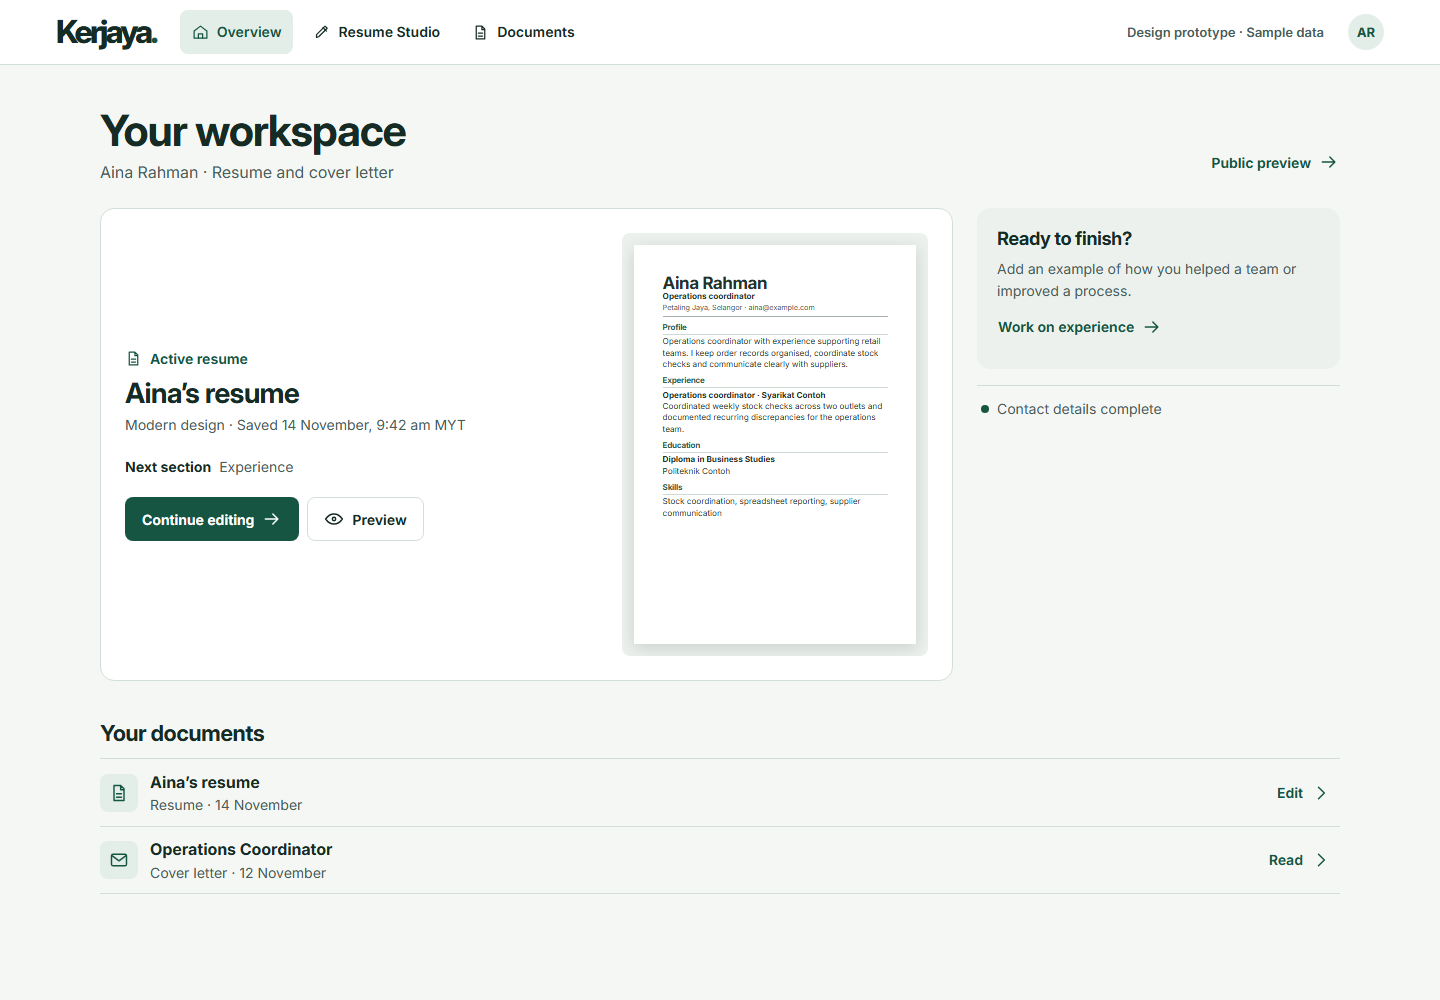 Kerjaya.
Overview
Resume Studio
Documents
Design prototype · Sample data
AR
Your workspace
Aina Rahman · Resume and cover letter
Public preview
Active resume
Aina’s resume
Modern design · Saved 14 November, 9:42 am MYT
Next section Experience
Continue editing
Preview
Aina Rahman
Operations coordinator
Petaling Jaya, Selangor · aina@example.com
Profile
Operations coordinator with experience supporting retail
teams. I keep order records organised, coordinate stock
checks and communicate clearly with suppliers.
Experience
Operations coordinator · Syarikat Contoh
Coordinated weekly stock checks across two outlets and
documented recurring discrepancies for the operations
team.
Education
Diploma in Business Studies
Politeknik Contoh
Skills
Stock coordination, spreadsheet reporting, supplier
communication
Ready to finish?
Add an example of how you helped a team or
improved a process.
Work on experience
Contact details complete
Your documents
Aina’s resume
Resume · 14 November
Edit
Operations Coordinator
Cover letter · 12 November
Read